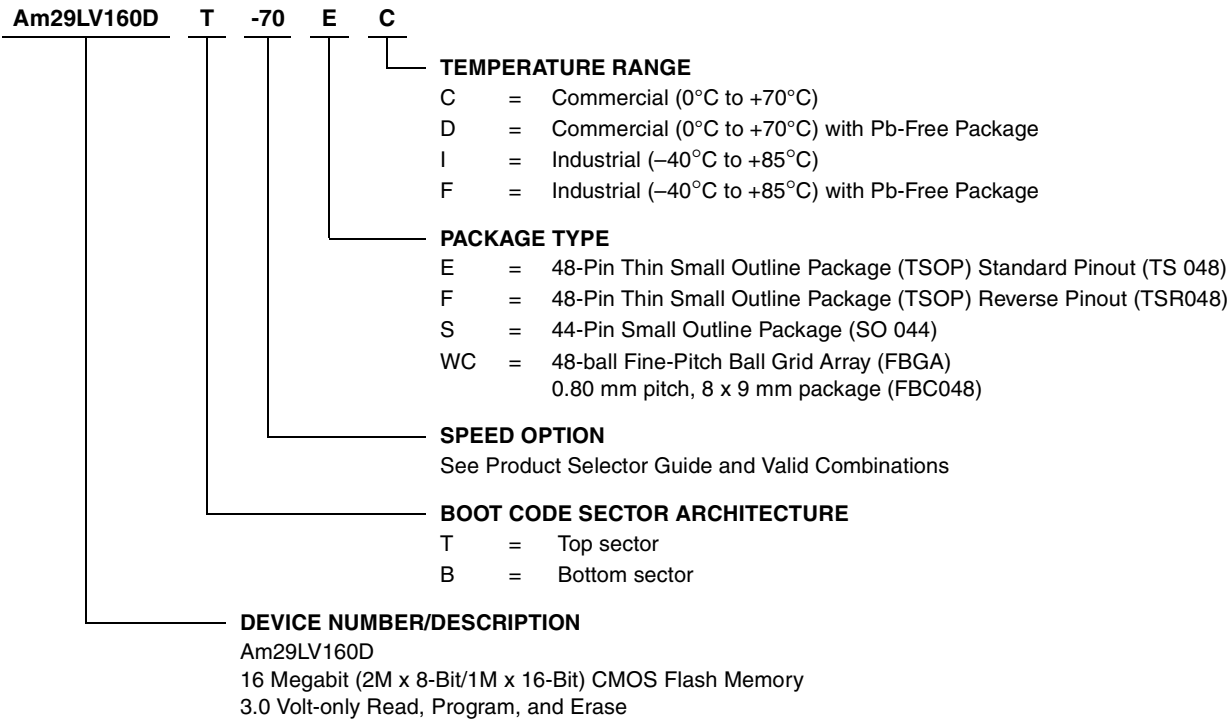 Am29LV160D T -70 E C
TEMPERATURE RANGE
C = Commercial (0°C to +70°C)
D = Commercial (0°C to +70°C) with Pb-Free Package
I = Industrial (–40°C to +85°C)
F = Industrial (–40°C to +85°C) with Pb-Free Package
PACKAGE TYPE
E = 48-Pin Thin Small Outline Package (TSOP) Standard Pinout (TS 048)
F = 48-Pin Thin Small Outline Package (TSOP) Reverse Pinout (TSR048)
S = 44-Pin Small Outline Package (SO 044)
WC = 48-ball Fine-Pitch Ball Grid Array (FBGA)
0.80 mm pitch, 8 x 9 mm package (FBC048)
SPEED OPTION
See Product Selector Guide and Valid Combinations
BOOT CODE SECTOR ARCHITECTURE
T = Top sector
B = Bottom sector
DEVICE NUMBER/DESCRIPTION
Am29LV160D
16 Megabit (2M x 8-Bit/1M x 16-Bit) CMOS Flash Memory
3.0 Volt-only Read, Program, and Erase